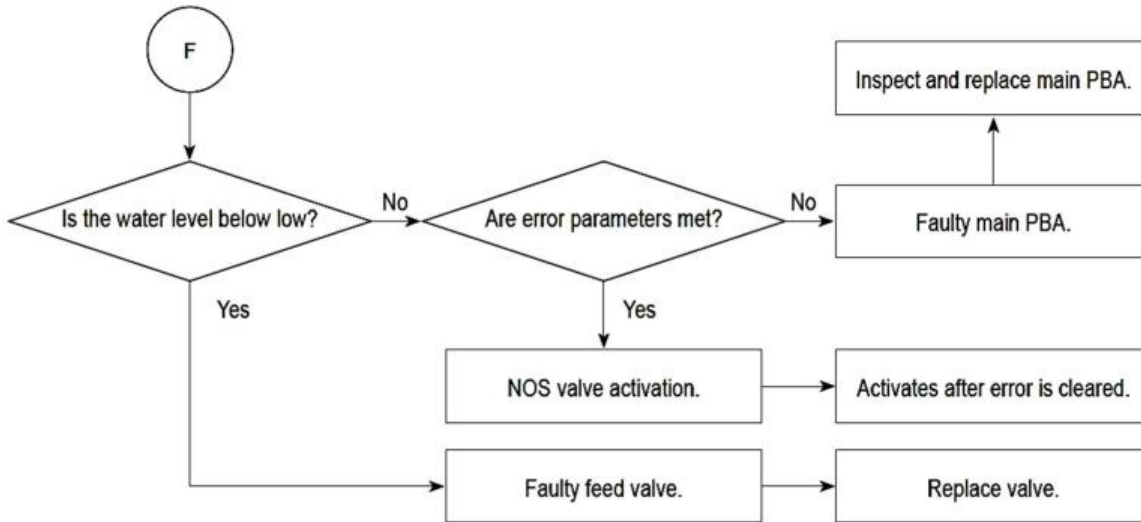 F
Inspect and replace main PBA.
Is the water level below low?
No
Are error parameters met?
No
Faulty main PBA.
Yes
Yes
NOS valve activation.
Activates after error is cleared.
Faulty feed valve.
Replace valve.